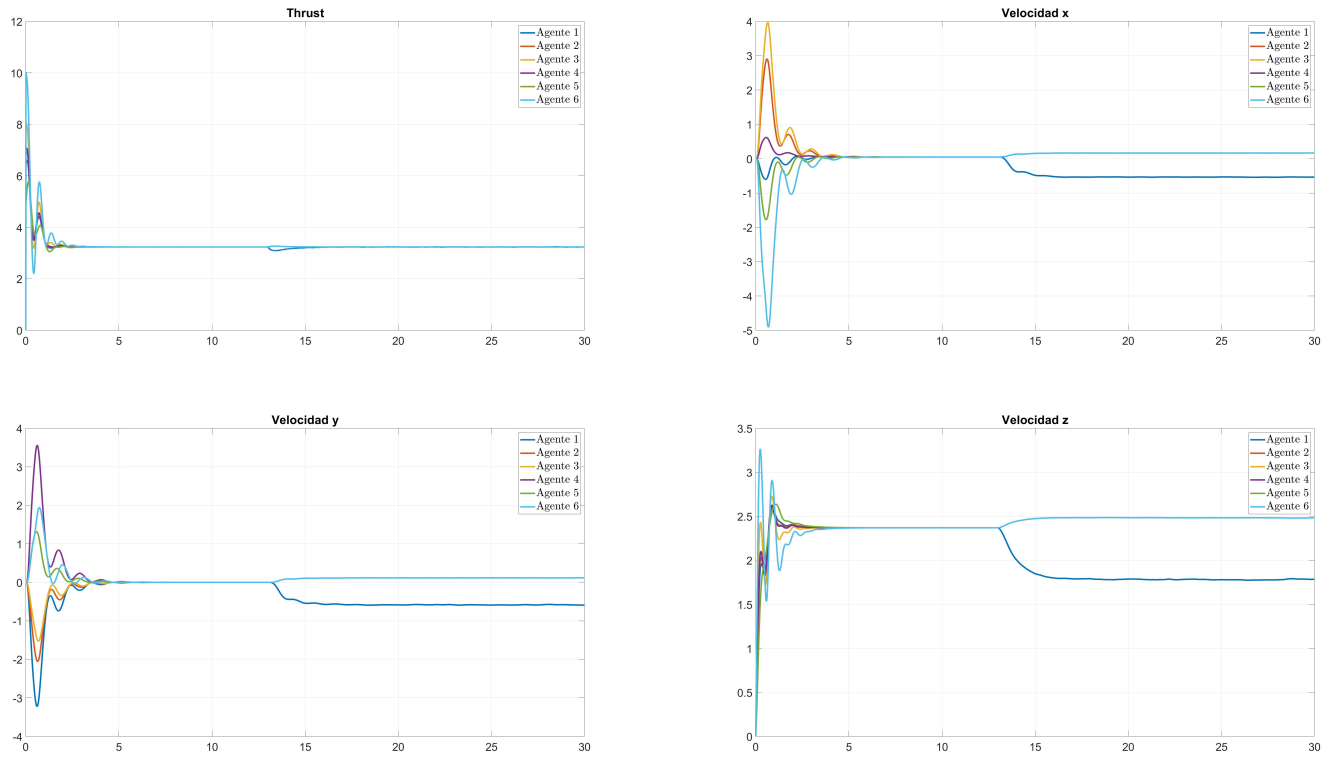 Thrust
12
10
8
6
4
2
0
0 5 10 15 20 25 30
Agente 1
Agente 2
Agente 3
Agente 4
Agente 5
Agente 6
Velocidad x
4
3
2
1
0
-1
-2
-3
-4
-5
0 5 10 15 20 25 30
Agente 1
Agente 2
Agente 3
Agente 4
Agente 5
Agente 6
Velocidad y
4
3
2
1
0
-1
-2
-3
-4
0 5 10 15 20 25 30
Agente 1
Agente 2
Agente 3
Agente 4
Agente 5
Agente 6
Velocidad z
3.5
3
2.5
2
1.5
1
0.5
0
0 5 10 15 20 25 30
Agente 1
Agente 2
Agente 3
Agente 4
Agente 5
Agente 6